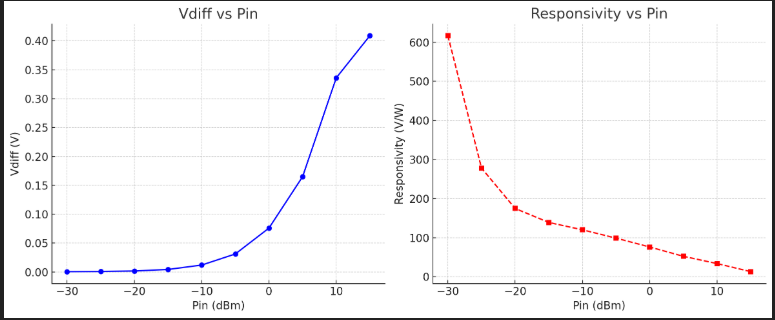 Vdiff vs Pin
0.40
0.35
0.30
0.25
0.20
0.15
0.10
0.05
0.00
Vdiff (V)
−30 −20 −10 0 10
Pin (dBm)
Responsivity vs Pin
600
500
400
300
200
100
0
Responsivity (V/W)
−30 −20 −10 0 10
Pin (dBm)